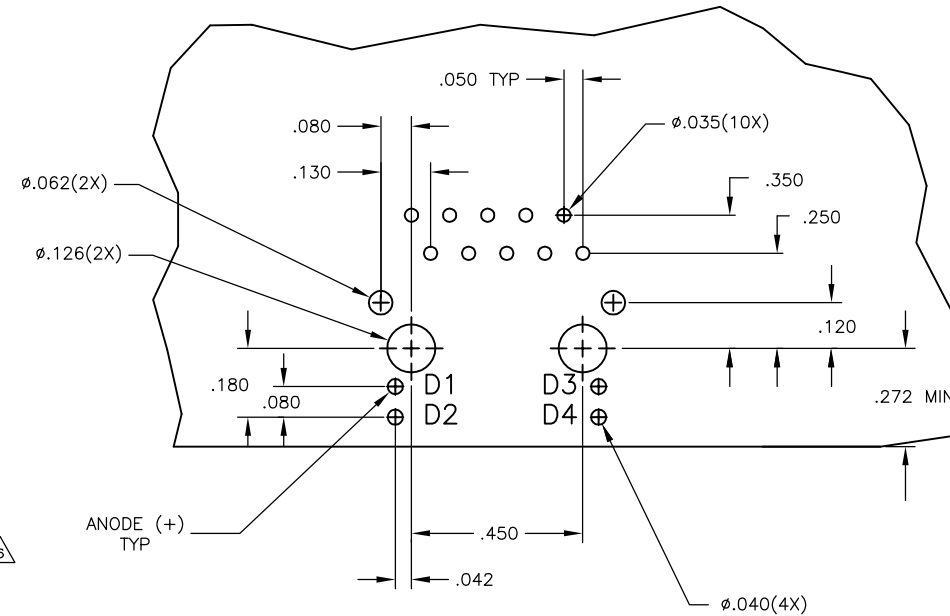 .050 TYP
.080
ø.035(10X)
.130
.350
ø.062(2X)
.250
ø.126(2X)
.120
.180
D1
D3
.080
D2
D4
.272 MIN
ANODE (+)
TYP
.450
6
.042
ø.040(4X)